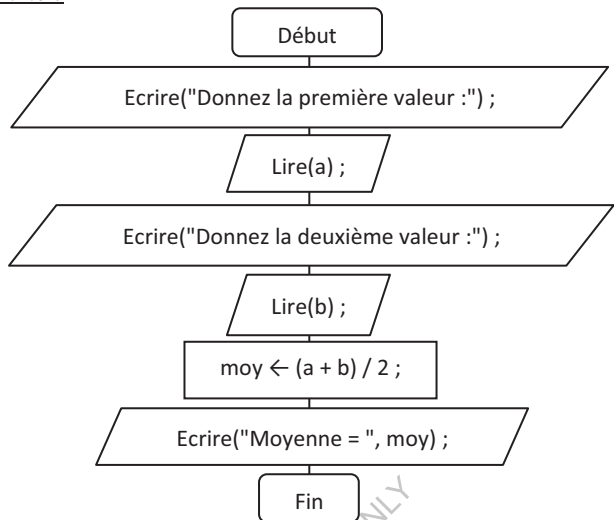 Début
Ecrire("Donnez la première valeur :") ;
Lire(a) ;
Ecrire("Donnez la deuxième valeur :") ;
Lire(b) ;
moy ← (a + b) / 2 ;
Ecrire("Moyenne = ", moy) ;
Fin
NLY